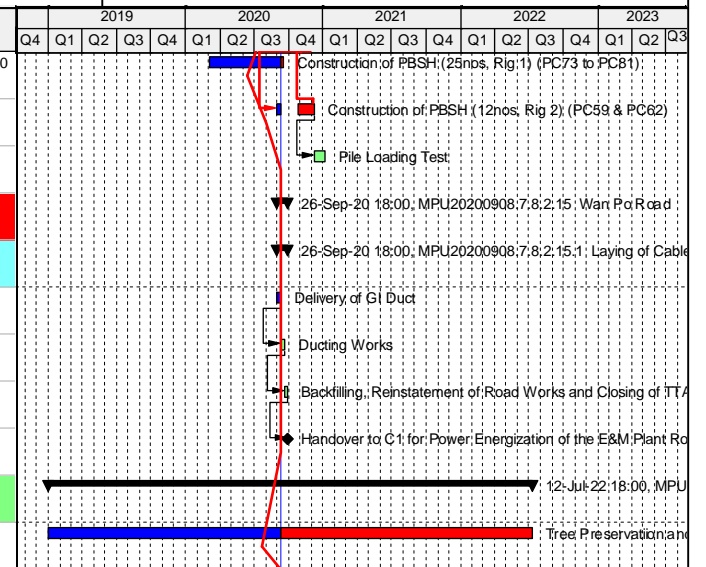 2019 2020 2021 2022 2023
Q4 Q1 Q2 Q3 Q4 Q1 Q2 Q3 Q4 Q1 Q2 Q3 Q4 Q1 Q2 Q3 Q4 Q1 Q2 Q3
0 Construction of PBSH (25nos, Rig 1) (PC73 to PC81)
Construction of PBSH (12nos, Rig 2) (PC59 & PC62)
Pile Loading Test
26-Sep-20 18:00, MPU20200908.7.8.2.15 Wan Po Road
26-Sep-20 18:00, MPU20200908.7.8.2.15.1 Laying of Cable
Delivery of GI Duct
Ducting Works
Backfilling, Reinstatement of Road Works and Closing of TTA
Handover to C1 for Power Energization of the E&M Plant Ro
12-Jul-22 18:00, MPU
Tree Preservation and